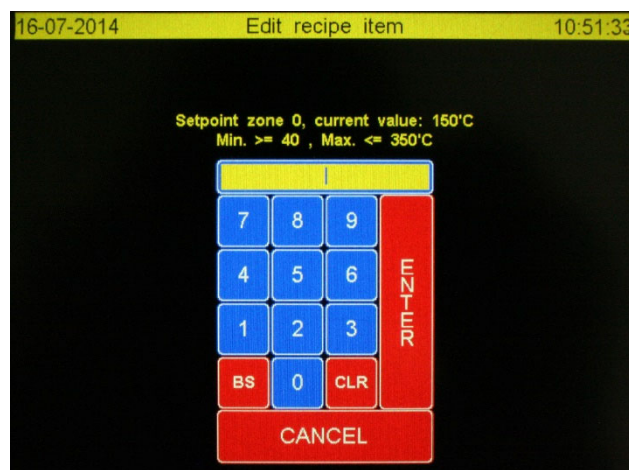 16-07-2014 Edit recipe item 10:51:33
Setpoint zone 0, current value: 150'C
Min. >= 40 , Max. <= 350'C
7 8 9
4 5 6
ENTER
1 2 3
BS 0 CLR
CANCEL